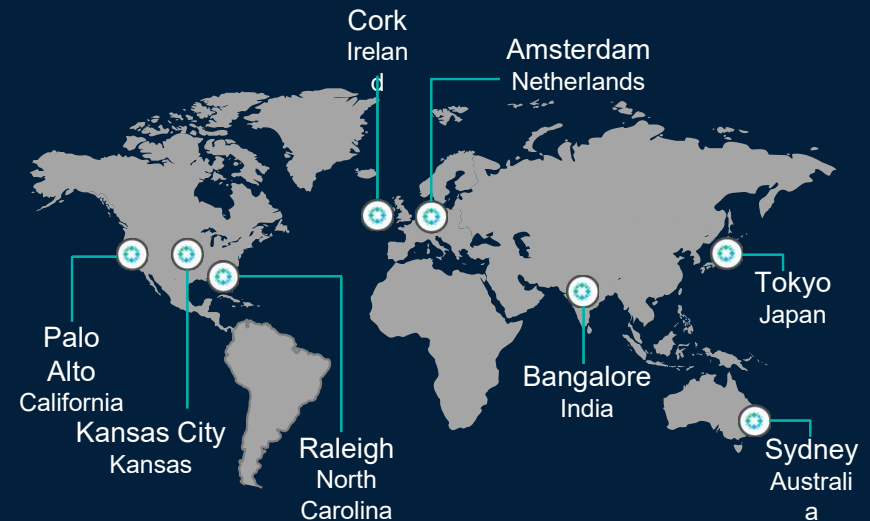 Cork
Irelan
d
Amsterdam
Netherlands
Tokyo
Japan
Palo
Alto
California
Bangalore
India
Kansas City
Kansas
Raleigh
North
Carolina
Sydney
Australi
a